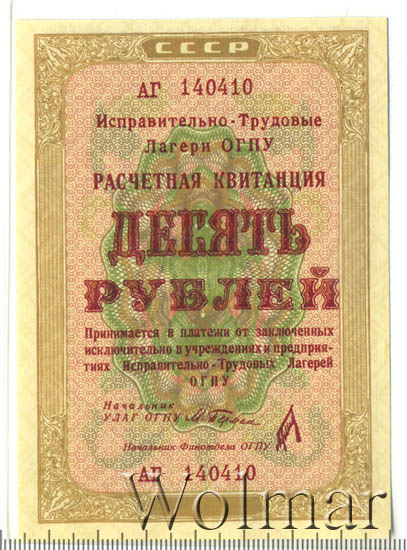 СССР
АГ 140410
Исправительно-Трудовые
Лагери ОГПУ
РАСЧЕТНАЯ КВИТАНЦИЯ
ДЕСЯТЬ
РУБЛЕЙ
Принимается в платежи от заключенных
исключительно в учреждениях и предприя-
тиях Исправительно-Трудовых Лагерей
ОГПУ
Начальник
УЛАГ ОГПУ
Начальник Финотдела ОГПУ
АГ 140410
Wolmar